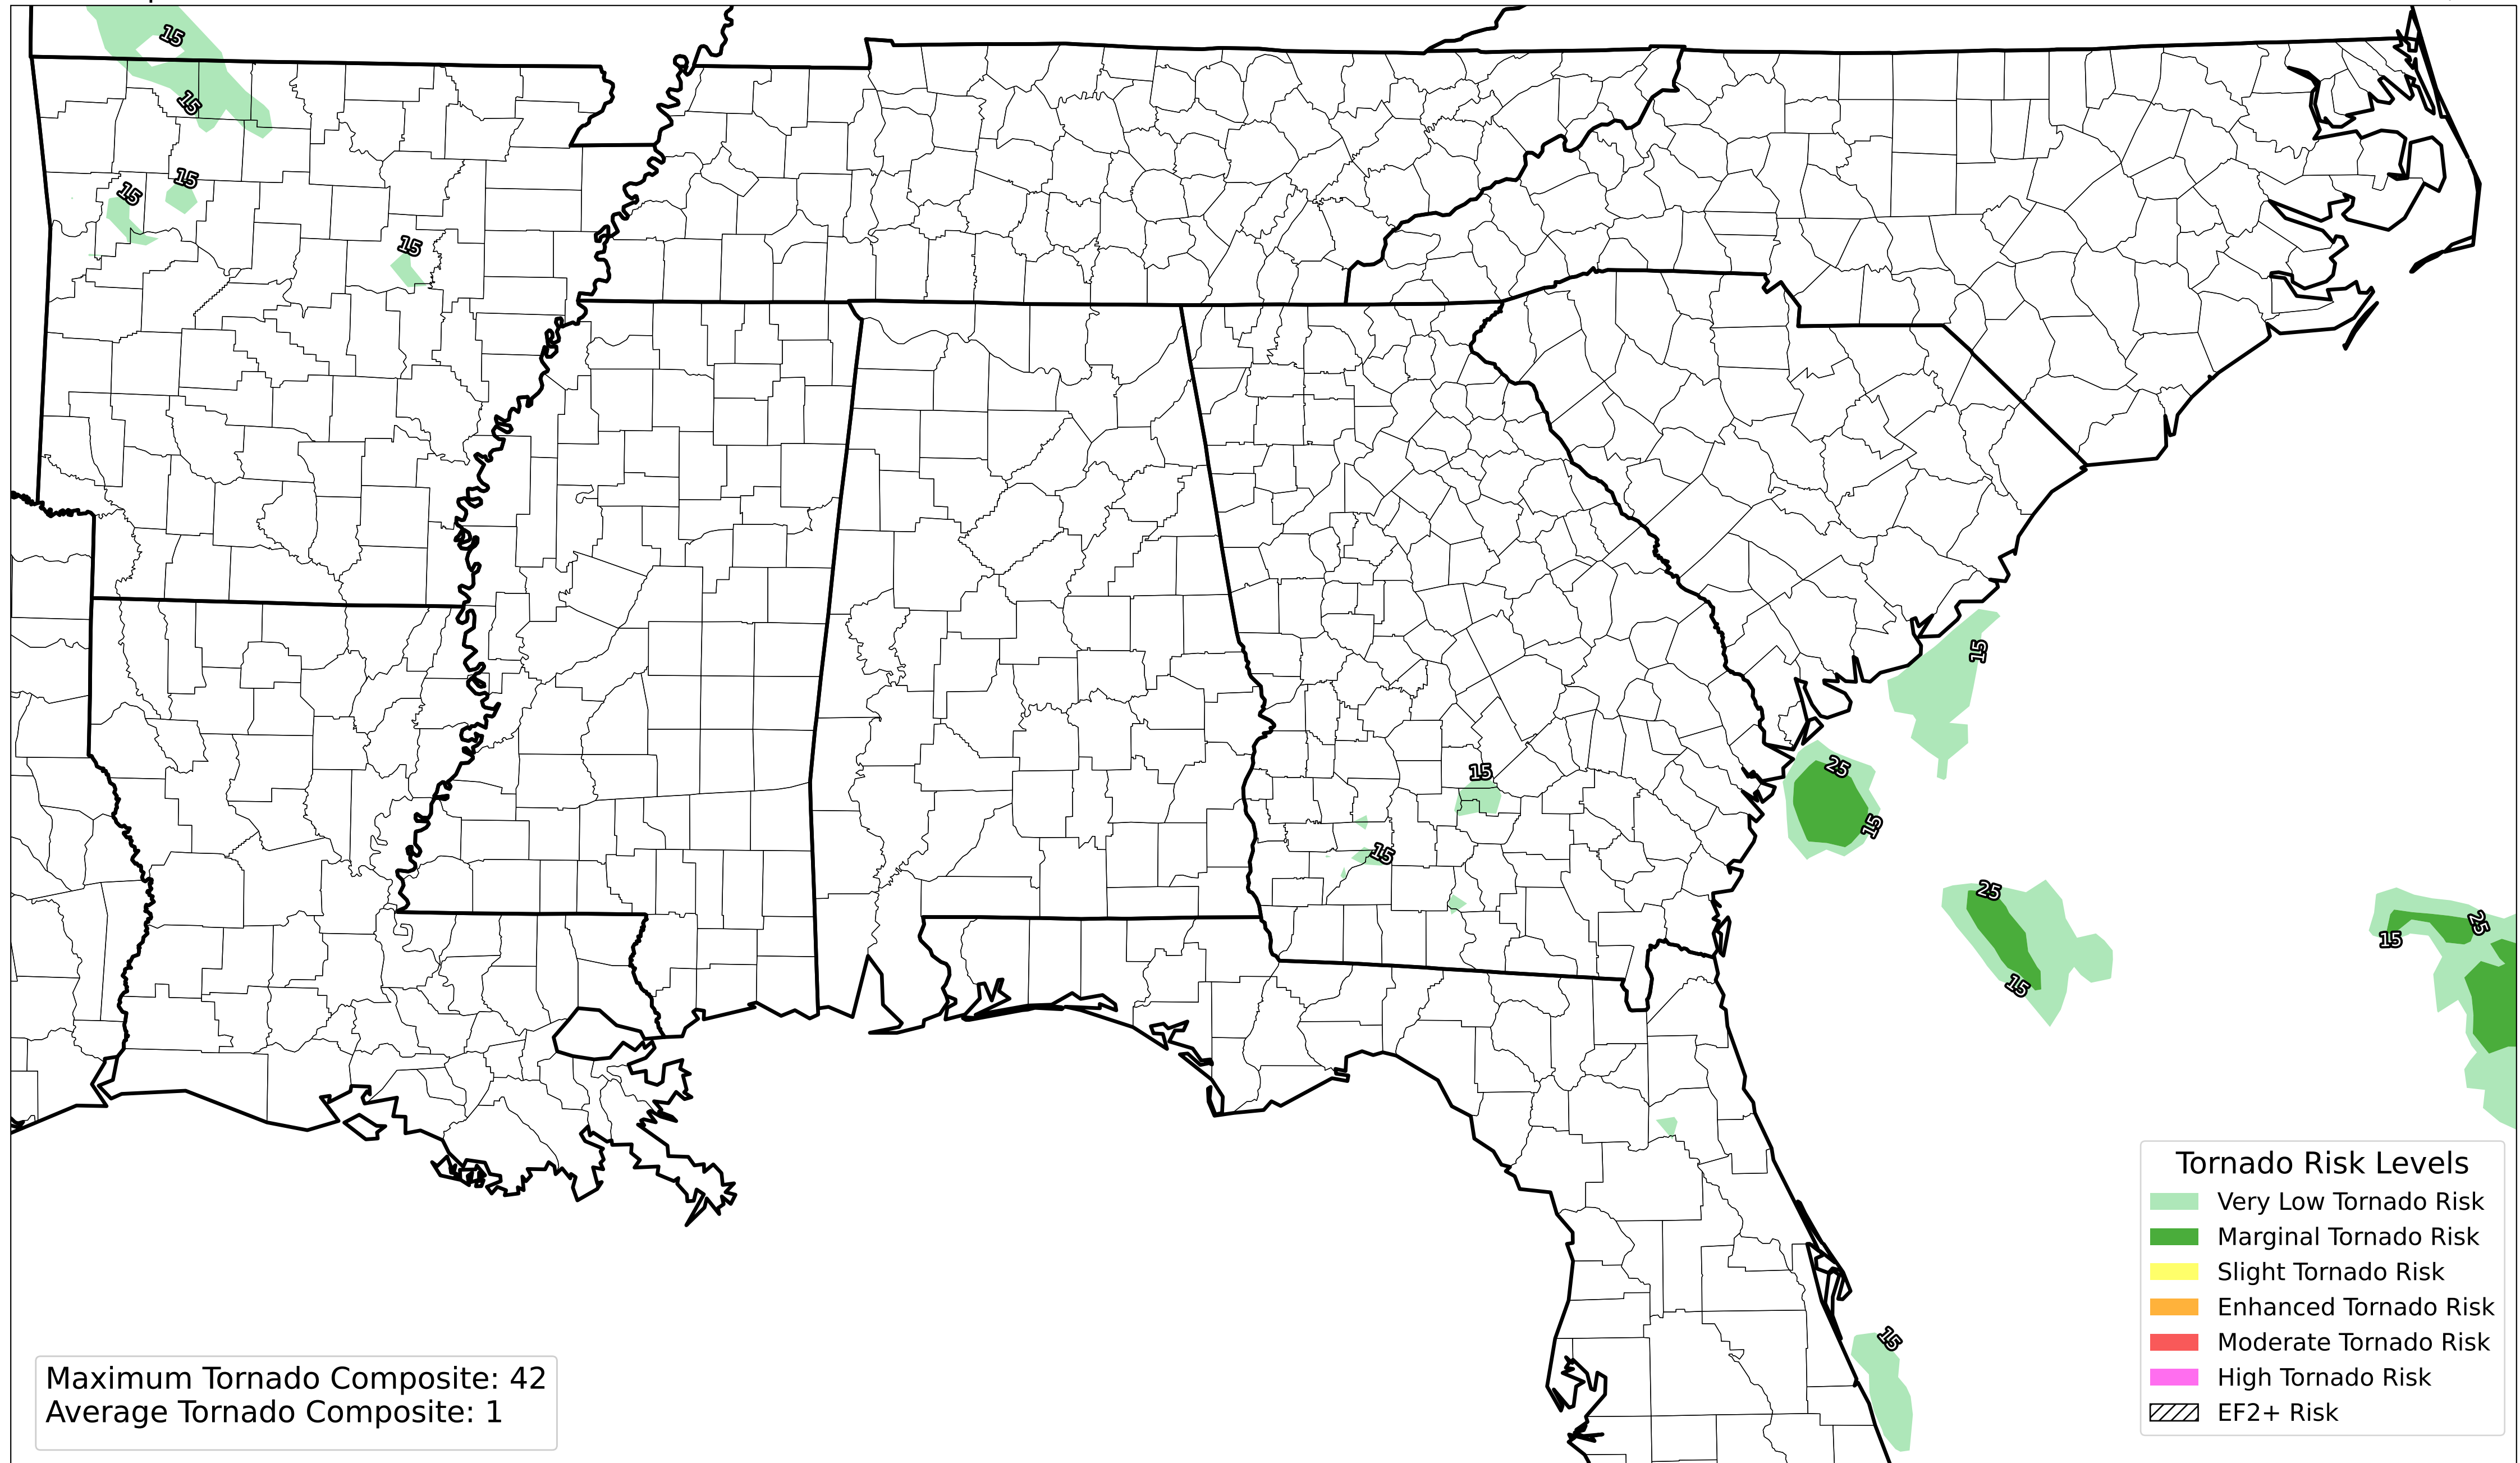 15
15
15
15
15
15
25
15
15
15
25
25
15
15
15
Tornado Risk Levels
Very Low Tornado Risk
Marginal Tornado Risk
Slight Tornado Risk
Enhanced Tornado Risk
Moderate Tornado Risk
High Tornado Risk
EF2+ Risk
Maximum Tornado Composite: 42
Average Tornado Composite: 1